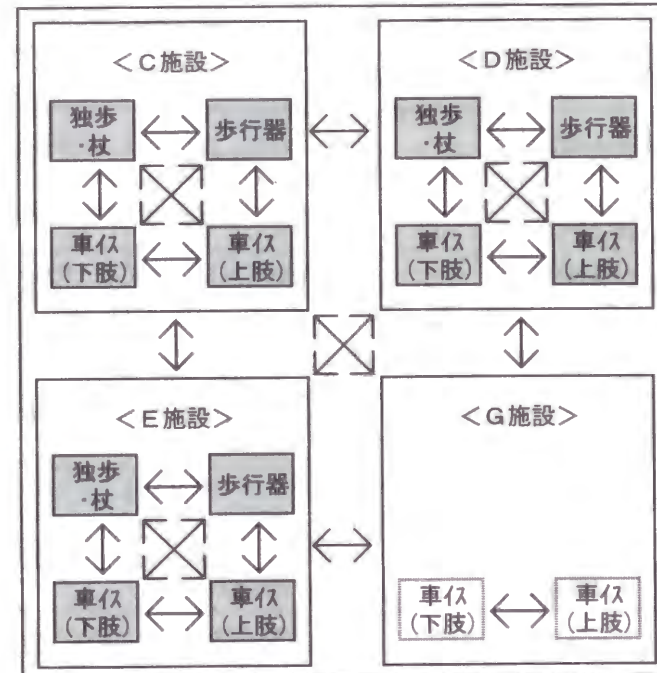 <C施設>
独歩
・杖
歩行器
車イス
(下肢)
車イス
(上肢)
<D施設>
独歩
・杖
歩行器
車イス
(下肢)
車イス
(上肢)
<E施設>
独歩
・杖
歩行器
車イス
(下肢)
車イス
(上肢)
<G施設>
車イス
(下肢)
車イス
(上肢)